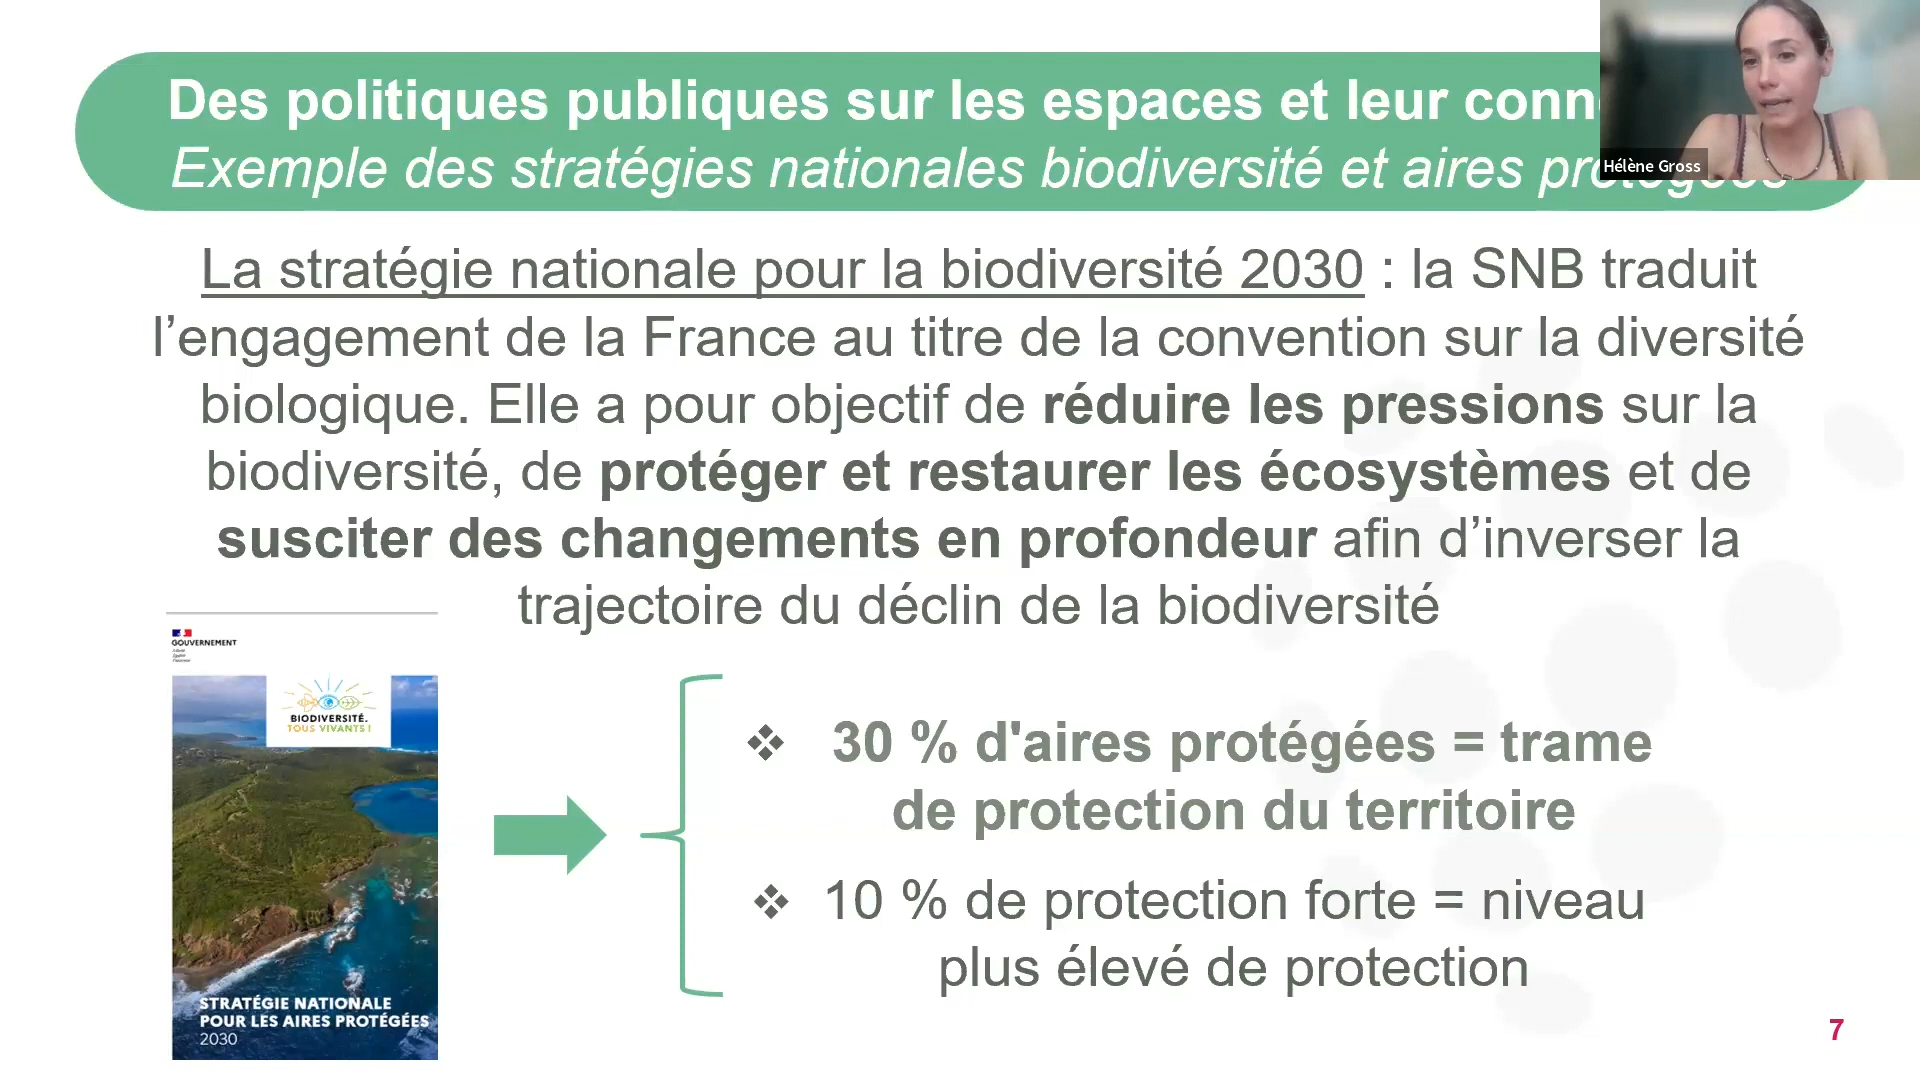 Des politiques publiques sur les espaces et leur conn
Exemple des stratégies nationales biodiversité et aires protégées
Hélène Gross
La stratégie nationale pour la biodiversité 2030 : la SNB traduit
l’engagement de la France au titre de la convention sur la diversité
biologique. Elle a pour objectif de réduire les pressions sur la
biodiversité, de protéger et restaurer les écosystèmes et de
susciter des changements en profondeur afin d’inverser la
trajectoire du déclin de la biodiversité
GOUVERNEMENT
BIODIVERSITÉ.
TOUS VIVANTS !
STRATÉGIE NATIONALE
POUR LES AIRES PROTÉGÉES
2030
❖ 30 % d'aires protégées = trame
de protection du territoire
❖ 10 % de protection forte = niveau
plus élevé de protection
7